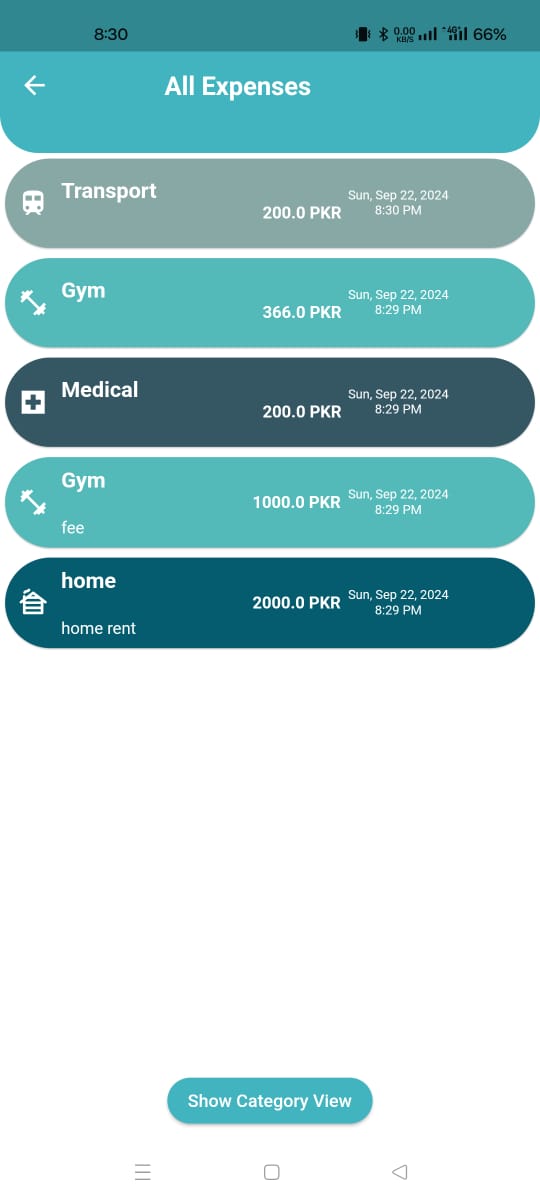 8:30
0.00
KB/S
4G+
66%
All Expenses
Transport
200.0 PKR
Sun, Sep 22, 2024
8:30 PM
Gym
366.0 PKR
Sun, Sep 22, 2024
8:29 PM
Medical
200.0 PKR
Sun, Sep 22, 2024
8:29 PM
Gym
fee
1000.0 PKR
Sun, Sep 22, 2024
8:29 PM
home
home rent
2000.0 PKR
Sun, Sep 22, 2024
8:29 PM
Show Category View